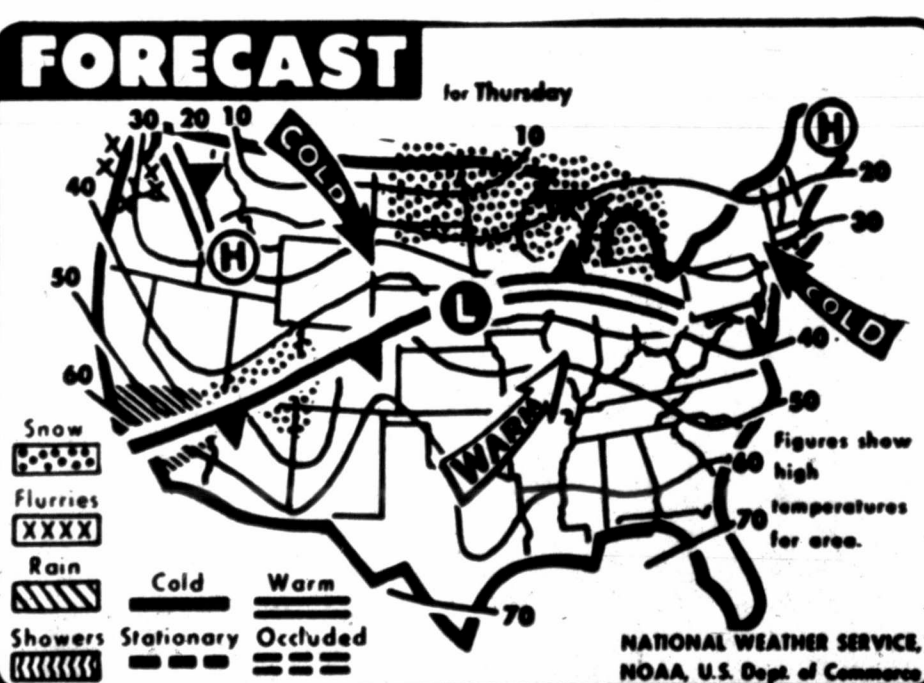 FORECAST
for Thursday
30 20 10
10
H
COLD
20
40
30
H
50
L
COLD
40
60
50
WARM
Figures show
60 high
temperatures
70 for area.
70
Snow
Flurries
XXXX
Rain
Showers
Cold
Warm
Stationary
Occluded
NATIONAL WEATHER SERVICE,
NOAA, U.S. Dept. of Commerce